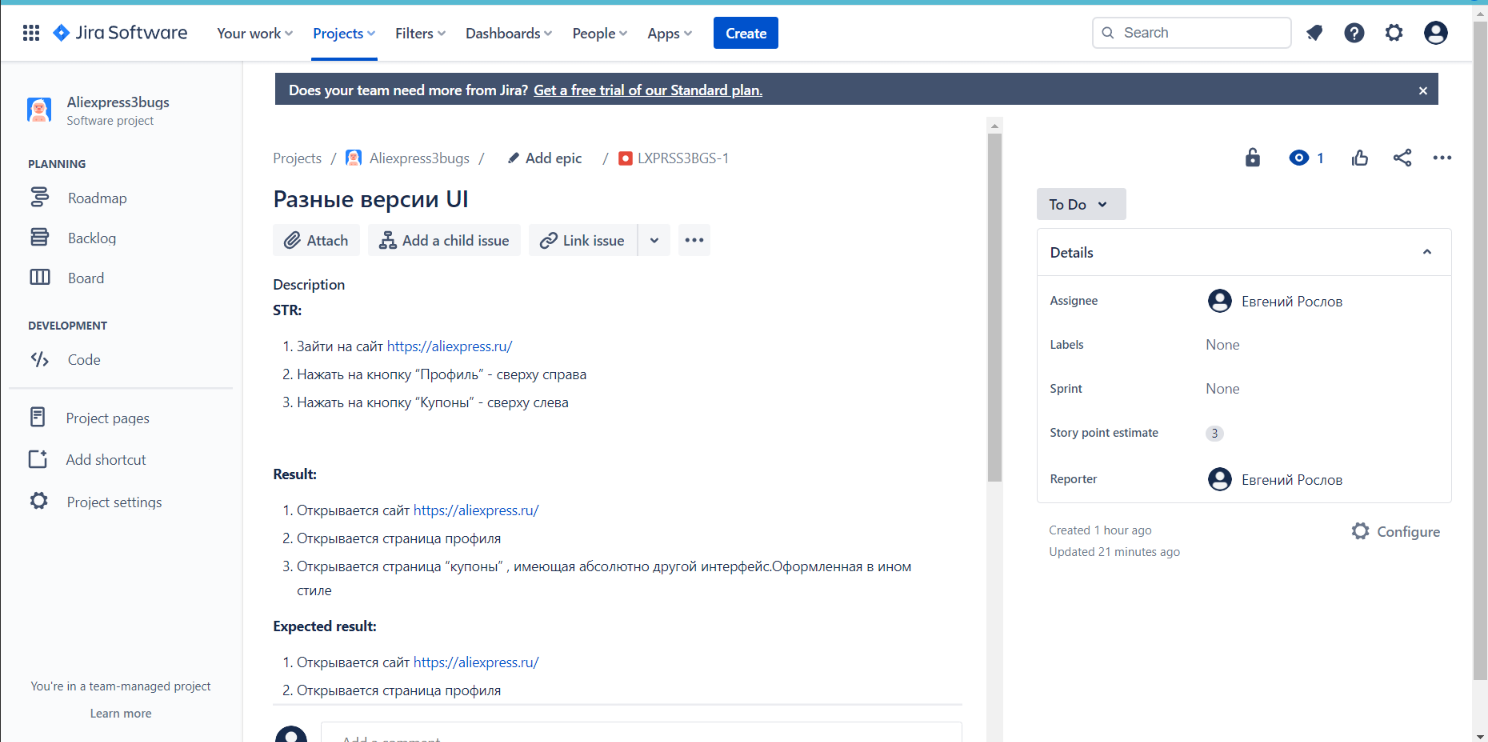 Jira Software
Your work
Projects
Filters
Dashboards
People
Apps
Create
Search
Aliexpress3bugs
Software project
PLANNING
Roadmap
Backlog
Board
DEVELOPMENT
Code
Project pages
Add shortcut
Project settings
You're in a team-managed project
Learn more
Does your team need more from Jira? Get a free trial of our Standard plan.
Projects / Aliexpress3bugs / Add epic / LXPRSS3BGS-1
Разные версии UI
Attach
Add a child issue
Link issue
Description
STR:
1. Зайти на сайт https://aliexpress.ru/
2. Нажать на кнопку “Профиль” - сверху справа
3. Нажать на кнопку “Купоны” - сверху слева
Result:
1. Открывается сайт https://aliexpress.ru/
2. Открывается страница профиля
3. Открывается страница “купоны” , имеющая абсолютно другой интерфейс.Оформленная в ином
стиле
Expected result:
1. Открывается сайт https://aliexpress.ru/
2. Открывается страница профиля
Add a comment
1
To Do
Details
Assignee
Евгений Рослов
Labels
None
Sprint
None
Story point estimate
3
Reporter
Евгений Рослов
Created 1 hour ago
Updated 21 minutes ago
Configure